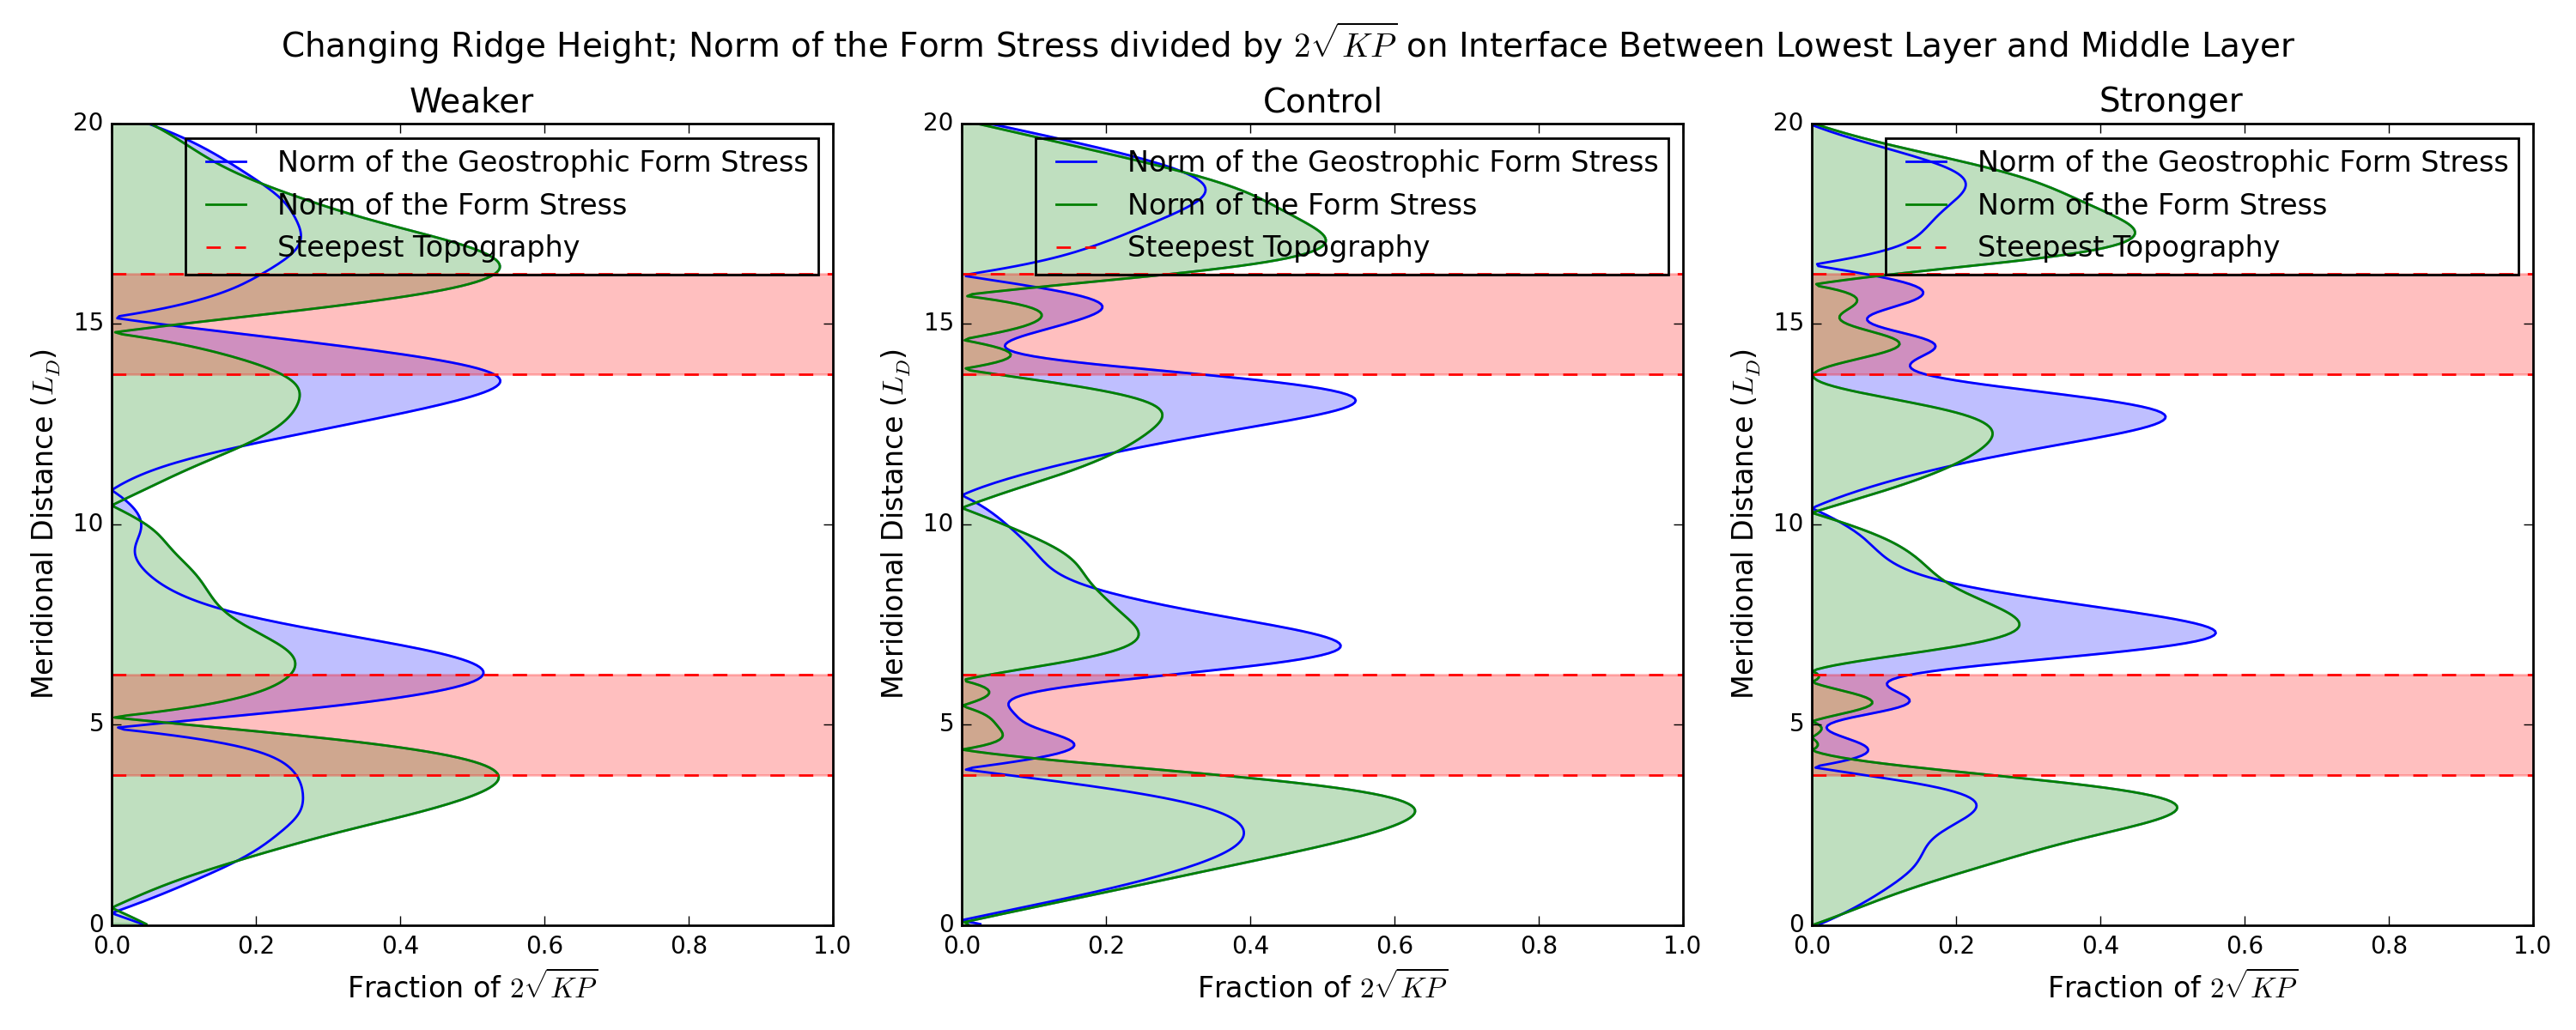 Changing Ridge Height; Norm of the Form Stress divided by 2√KP on Interface Between Lowest Layer and Middle Layer
Weaker
Norm of the Geostrophic Form Stress
Norm of the Form Stress
Steepest Topography
Meridional Distance (L_D)
20
15
10
5
0
0.0 0.2 0.4 0.6 0.8 1.0
Fraction of 2√KP
Control
Norm of the Geostrophic Form Stress
Norm of the Form Stress
Steepest Topography
Meridional Distance (L_D)
20
15
10
5
0
0.0 0.2 0.4 0.6 0.8 1.0
Fraction of 2√KP
Stronger
Norm of the Geostrophic Form Stress
Norm of the Form Stress
Steepest Topography
Meridional Distance (L_D)
20
15
10
5
0
0.0 0.2 0.4 0.6 0.8 1.0
Fraction of 2√KP